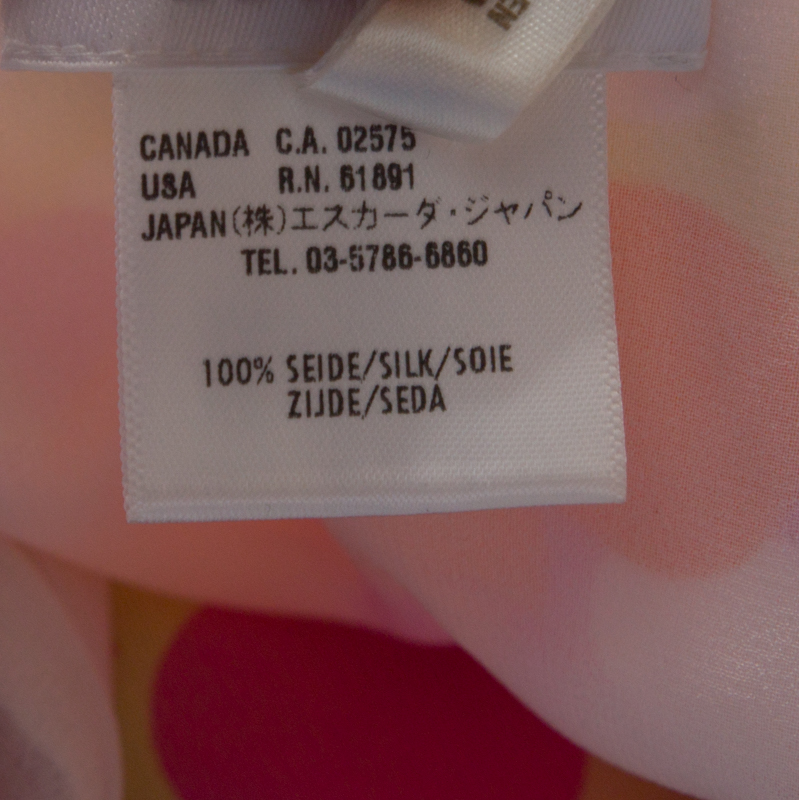 CANADA C.A. 02575
USA R.N. 61891
JAPAN(株)エスカーダ・ジャパン
TEL. 03-5786-6860
100% SEIDE/SILK/SOIE
ZIJDE/SEDA